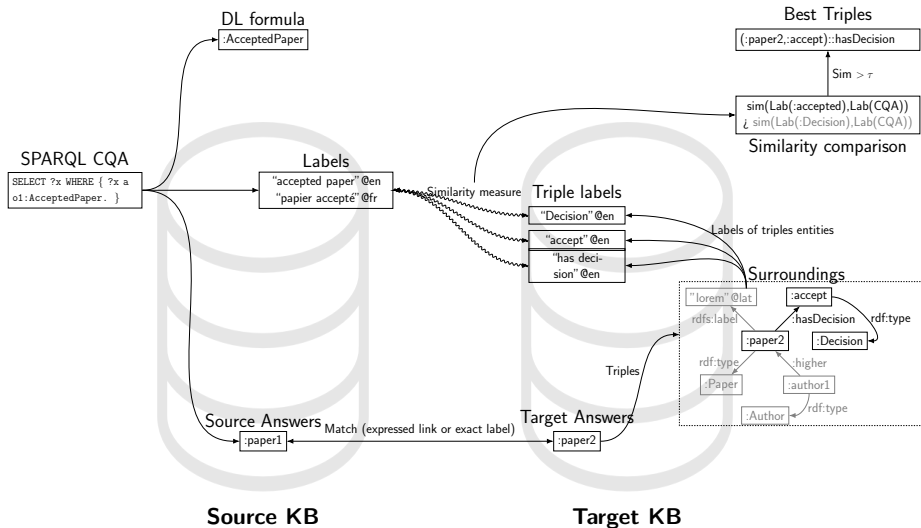 DL formula
:AcceptedPaper
Best Triples
(:paper2,:accept)::hasDecision
Sim > τ
sim(Lab(:accepted),Lab(CQA))
¿ sim(Lab(:Decision),Lab(CQA))
Similarity comparison
SPARQL CQA
SELECT ?x WHERE { ?x a
o1:AcceptedPaper. }
Labels
"accepted paper" @en
"papier accepté" @fr
Similarity measure
Triple labels
"Decision" @en
"accept" @en
"has deci-
sion" @en
Labels of triples entities
Surroundings
"lorem" @lat
:accept
rdfs:label
:hasDecision
rdf:type
:paper2
:Decision
rdf:type
:higher
:Paper
:author1
:Author
rdf:type
Triples
Source Answers
:paper1
Match (expressed link or exact label)
Target Answers
:paper2
Source KB
Target KB